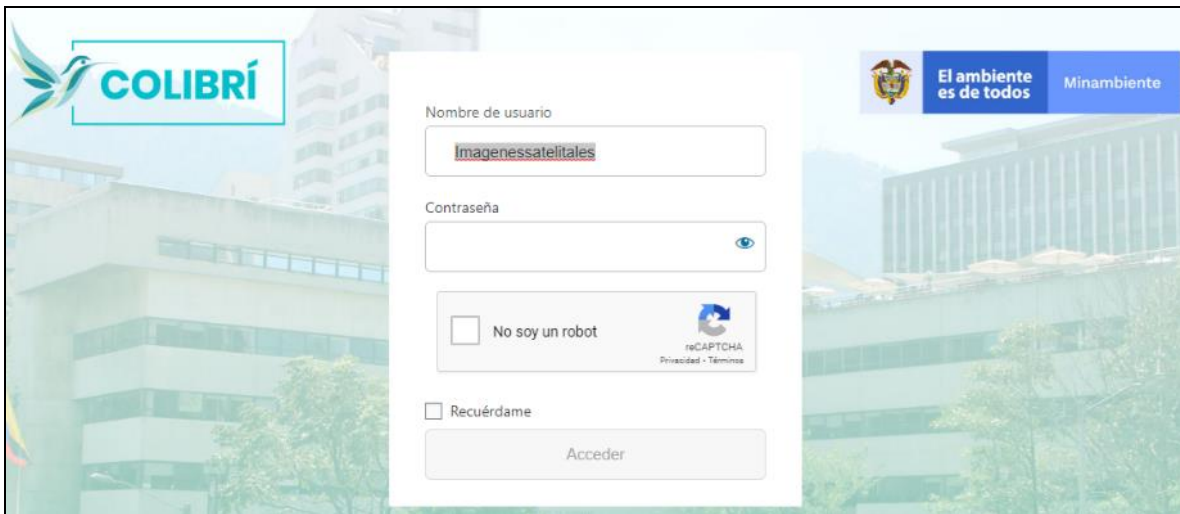 COLIBRÍ
El ambiente
es de todos
Minambiente
Nombre de usuario
Imagenessatelitales
Contraseña
No soy un robot
reCAPTCHA
Privacidad - Términos
Recuérdame
Acceder